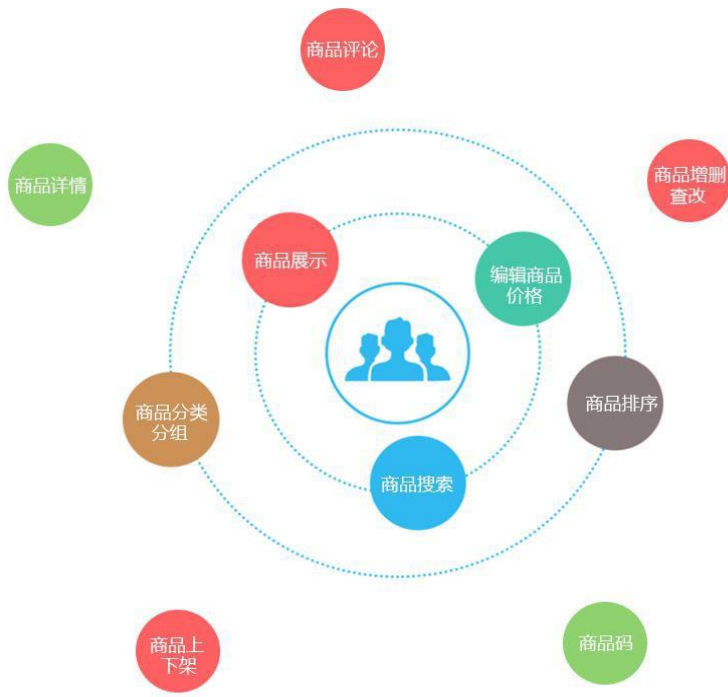 商品评论
商品详情
商品增删
查改
商品展示
编辑商品
价格
商品分类
分组
商品排序
商品搜索
商品上
下架
商品码